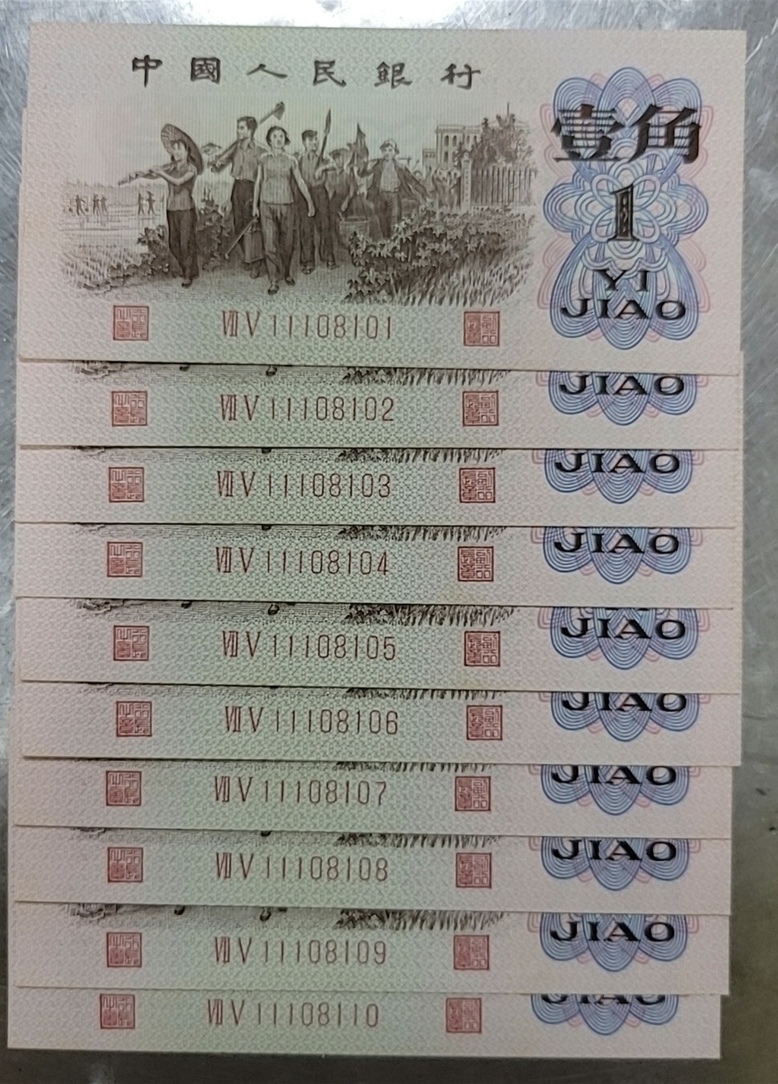 中國人民銀行
壹角
1
YI
JIAO
VII V 11108101
JIAO
VII V 11108102
JIAO
VII V 11108103
JIAO
VII V 11108104
JIAO
VII V 11108105
JIAO
VII V 11108106
JIAO
VII V 11108107
JIAO
VII V 11108108
JIAO
VII V 11108109
JIAO
VII V 11108110